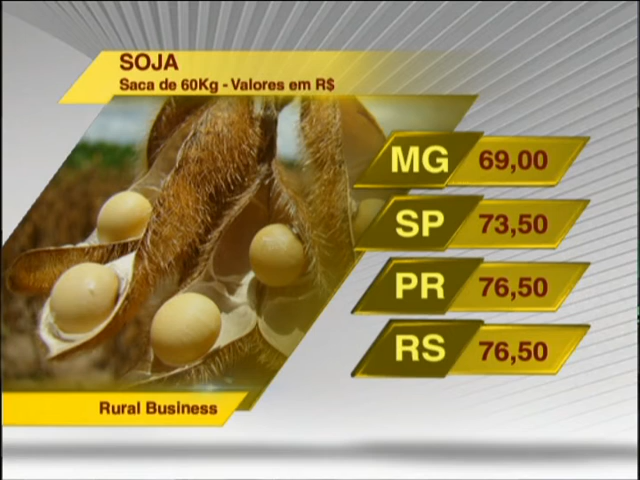 SOJA
Saca de 60Kg - Valores em R$
MG 69,00
SP 73,50
PR 76,50
RS 76,50
Rural Business